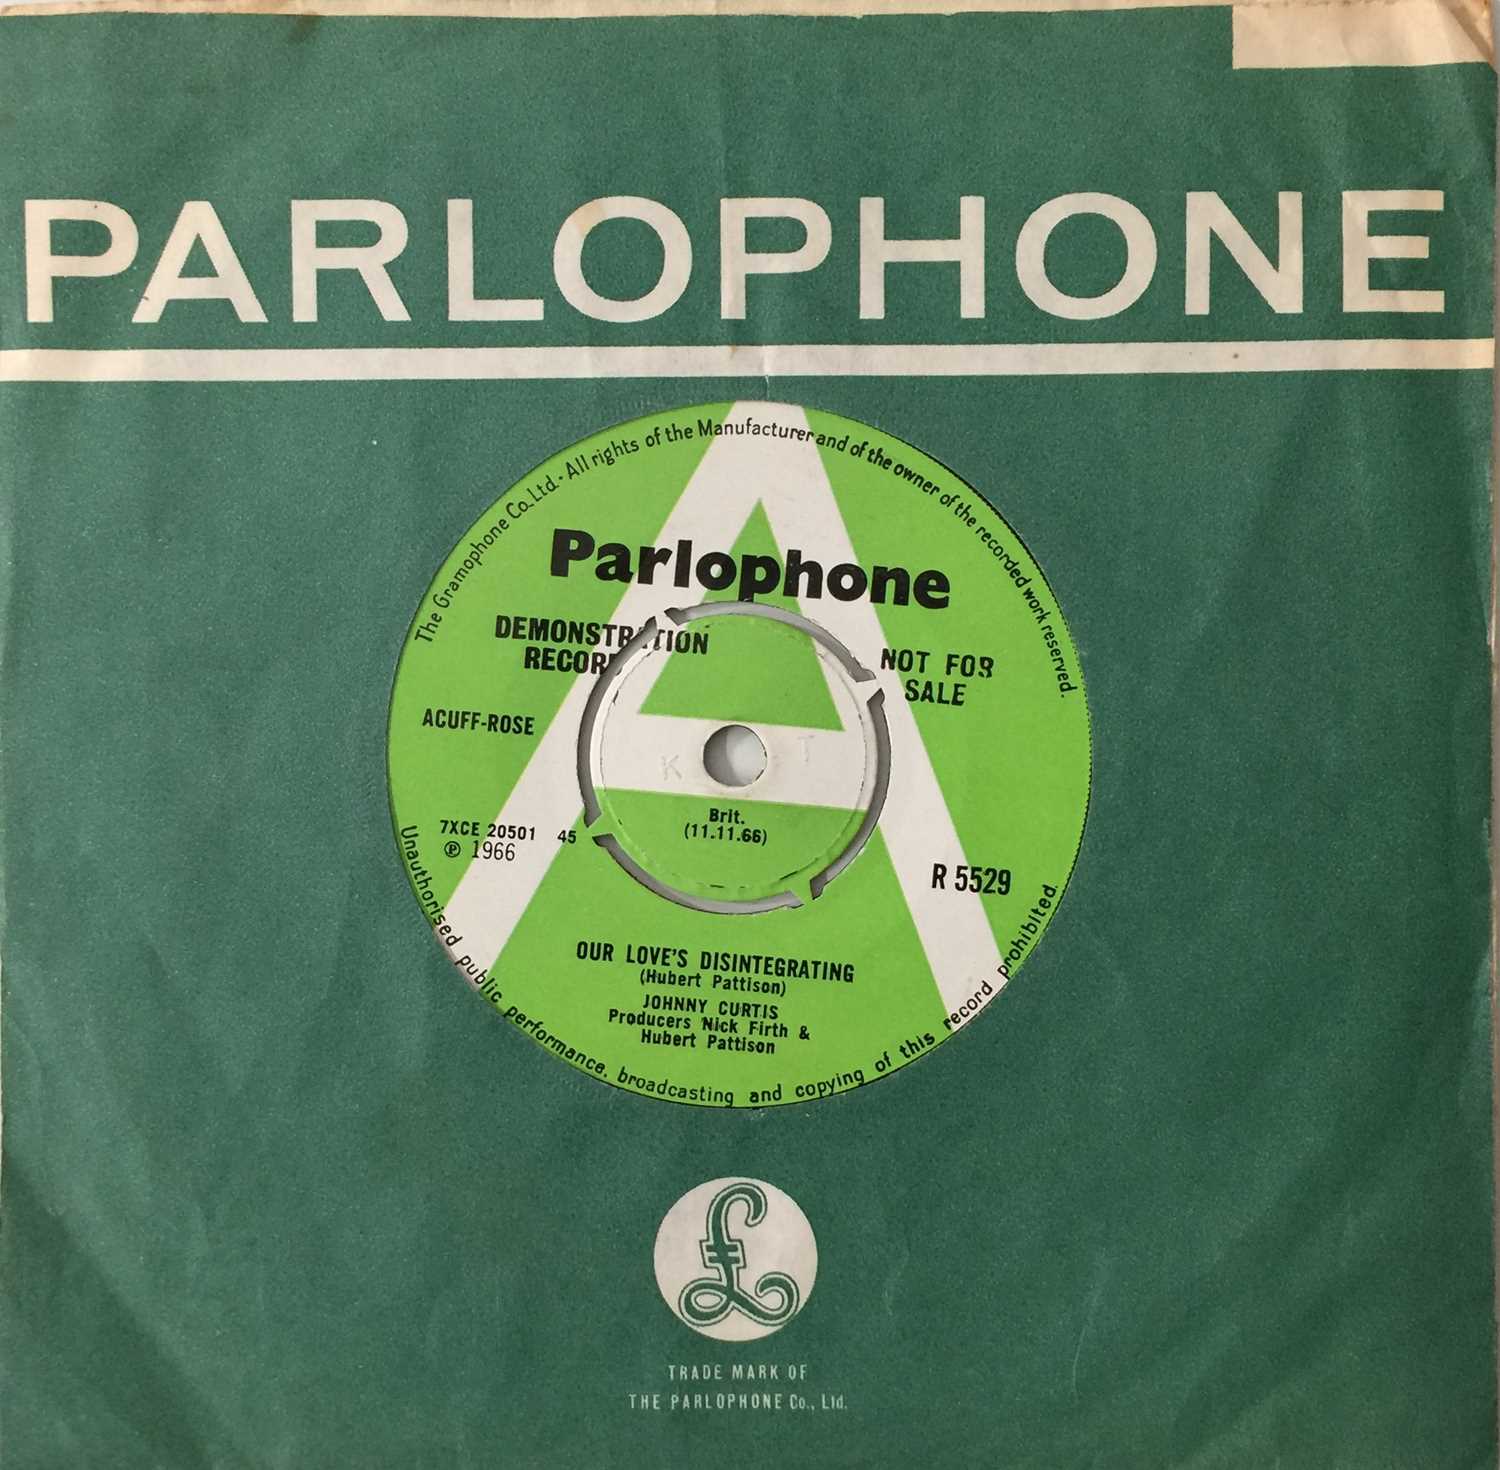 PARLOPHONE
The Gramophone Co. Ltd. · All rights of the Manufacturer and of the owner of the recorded work reserved.
Parlophone
DEMONSTRATION
RECORD
NOT FOR
SALE
ACUFF-ROSE
K T
Brit.
(11.11.66)
7XCE 20501 45
℗ 1966
R 5529
OUR LOVE'S DISINTEGRATING
(Hubert Pattison)
JOHNNY CURTIS
Producers Nick Firth &
Hubert Pattison
Unauthorised public performance, broadcasting and copying of this record prohibited.
£
TRADE MARK OF
THE PARLOPHONE Co., Ltd.